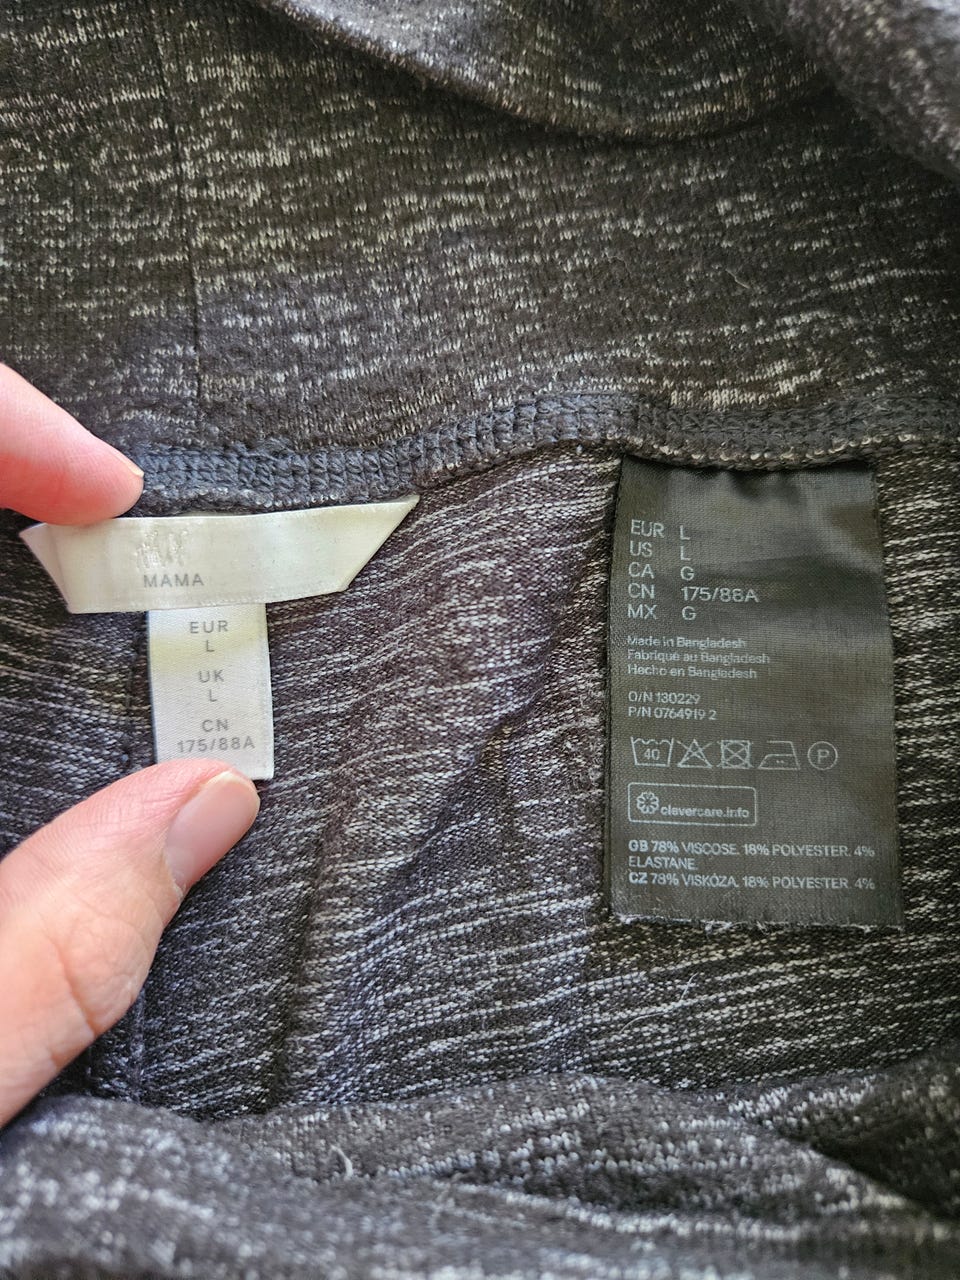 H&M
MAMA
EUR
L
UK
L
CN
175/88A
EUR L
US L
CA G
CN 175/88A
MX G
Made in Bangladesh
Fabriqué au Bangladesh
Hecho en Bangladesh
O/N 130229
P/N 0764919 2
40
P
clevercare.info
GB 78% VISCOSE. 18% POLYESTER. 4%
ELASTANE.
CZ 78% VISKÓZA. 18% POLYESTER. 4%